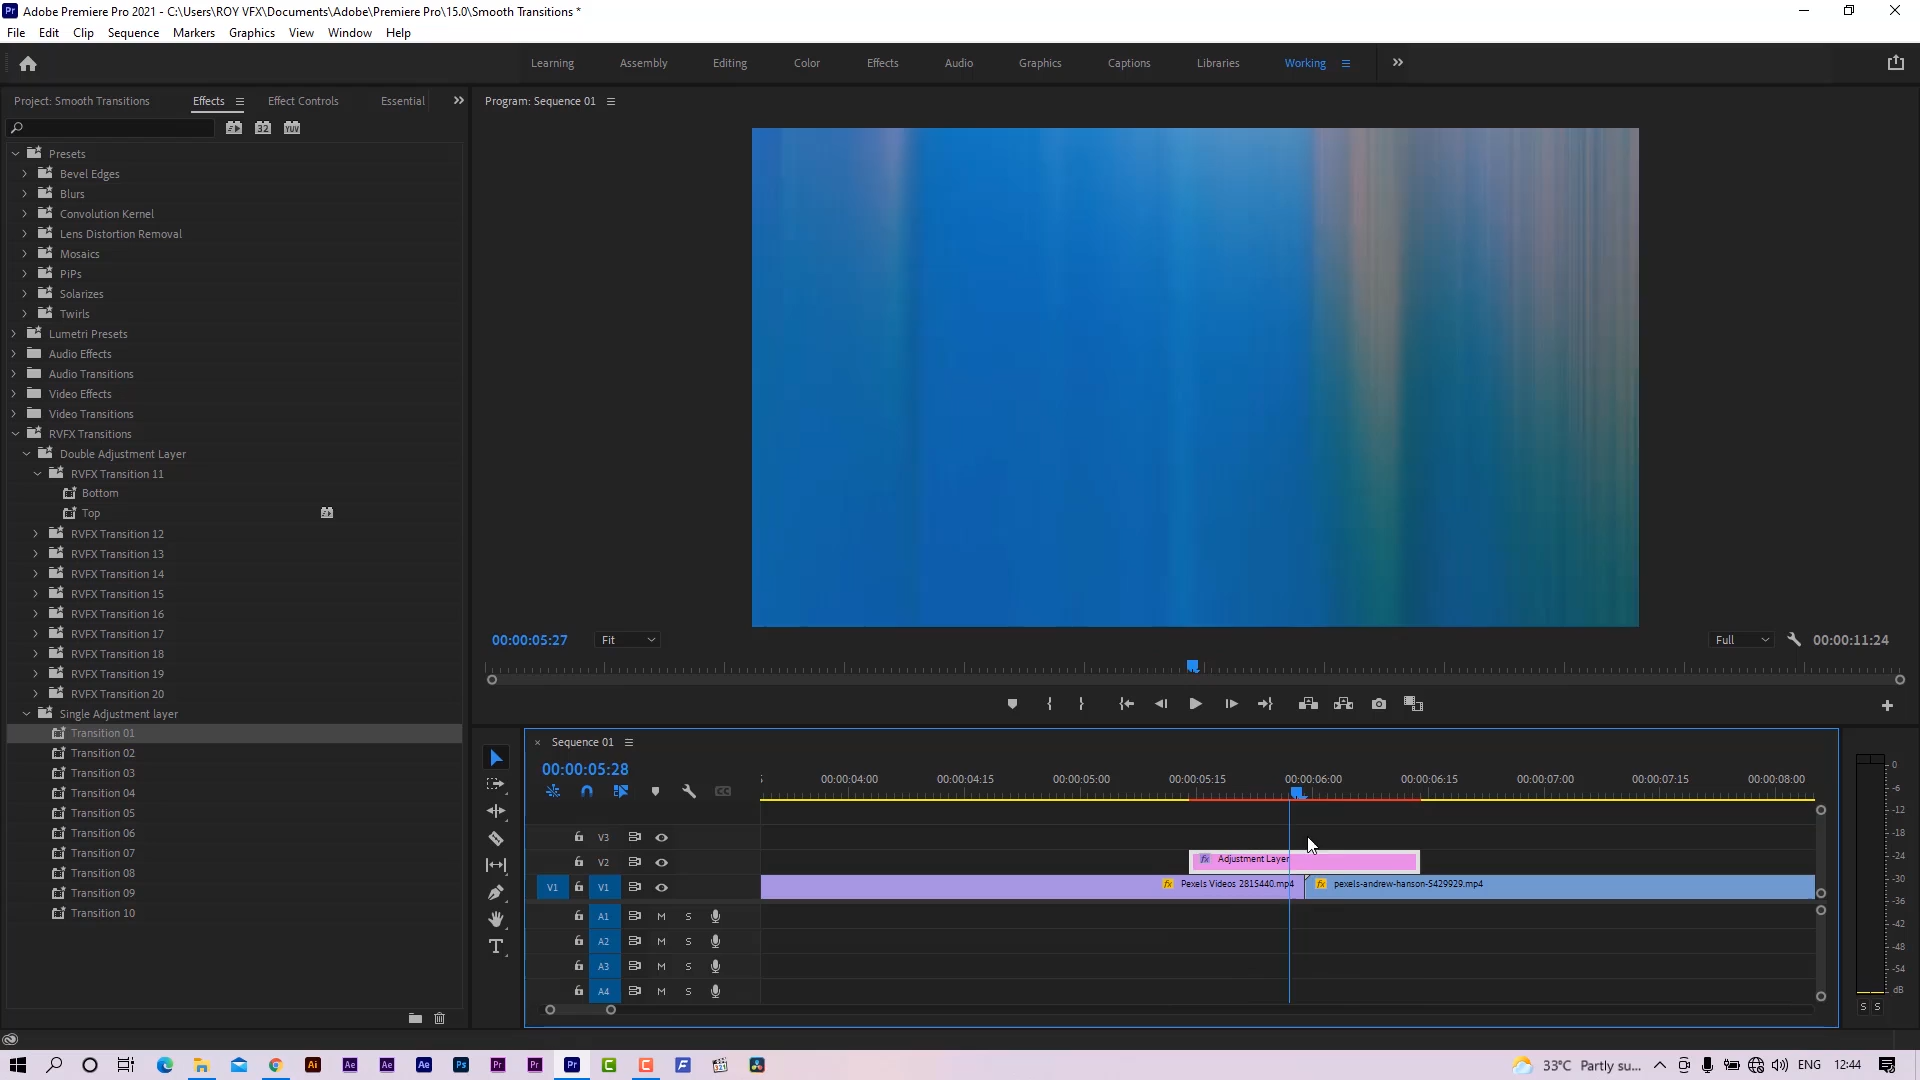 Adobe Premiere Pro 2021 - C:\Users\ROY VFX\Documents\Adobe\Premiere Pro\15.0\Smooth Transitions *
File Edit Clip Sequence Markers Graphics View Window Help
Learning Assembly Editing Color Effects Audio Graphics Captions Libraries Working
Project: Smooth Transitions Effects Effect Controls Essential
Program: Sequence 01
32 YUV
Presets
Bevel Edges
Blurs
Convolution Kernel
Lens Distortion Removal
Mosaics
PiPs
Solarizes
Twirls
Lumetri Presets
Audio Effects
Audio Transitions
Video Effects
Video Transitions
RVFX Transitions
Double Adjustment Layer
RVFX Transition 11
Bottom
Top
RVFX Transition 12
RVFX Transition 13
RVFX Transition 14
RVFX Transition 15
RVFX Transition 16
RVFX Transition 17
RVFX Transition 18
RVFX Transition 19
RVFX Transition 20
Single Adjustment layer
Transition 01
Transition 02
Transition 03
Transition 04
Transition 05
Transition 06
Transition 07
Transition 08
Transition 09
Transition 10
00:00:05:27 Fit Full 00:00:11:24
Sequence 01
00:00:05:28
00:00:04:00 00:00:04:15 00:00:05:00 00:00:05:15 00:00:06:00 00:00:06:15 00:00:07:00 00:00:07:15 00:00:08:00
V3
V2 fx Adjustment Layer
V1 V1 fx Pexels Videos 2815440.mp4 fx pexels-andrew-hanson-5429929.mp4
A1 M S
A2 M S
A3 M S
A4 M S
0
-6
-12
-18
-24
-30
-36
-42
-48
-54
dB
S S
33°C Partly su... ENG 12:44